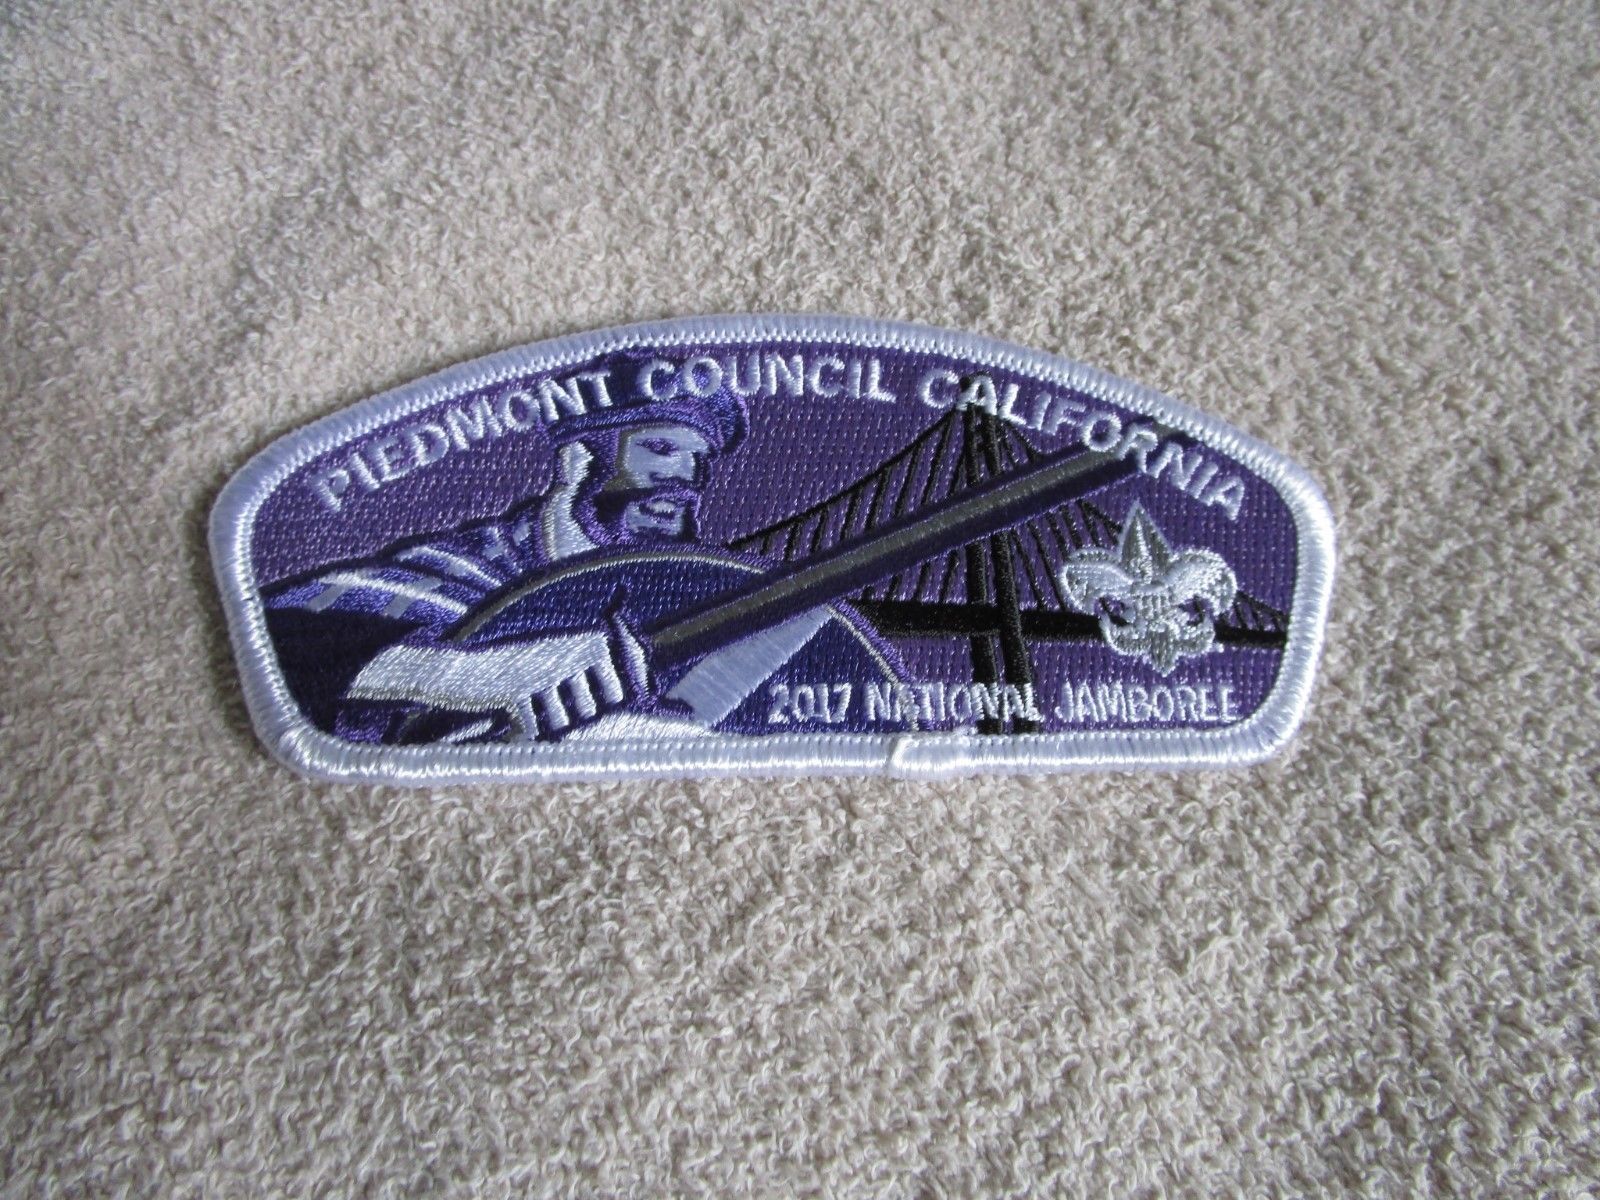 PIEDMONT COUNCIL CALIFORNIA
2017 NATIONAL JAMBOREE